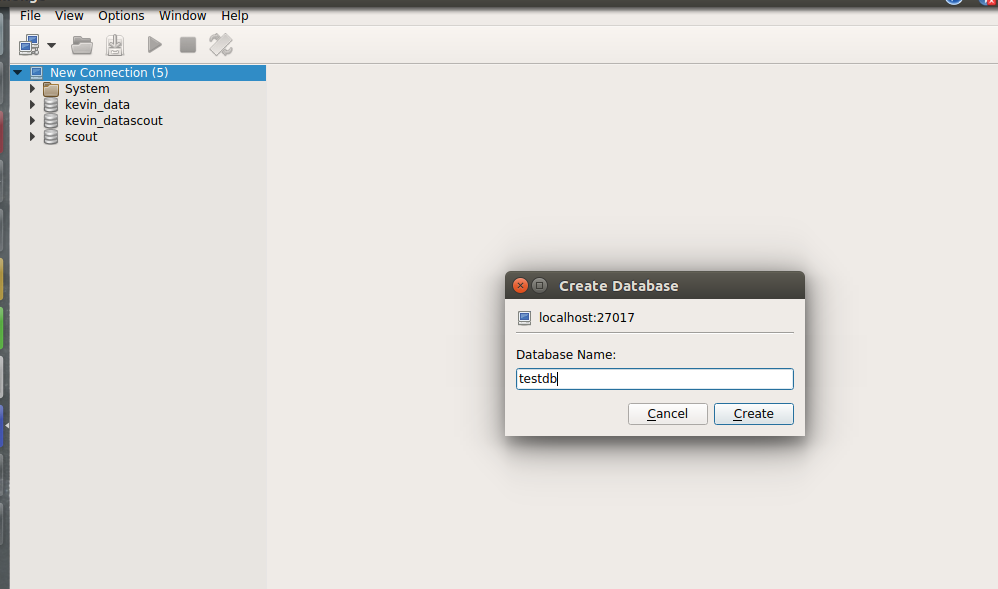 File View Options Window Help
New Connection (5)
System
kevin_data
kevin_datascout
scout
Create Database
localhost:27017
Database Name:
testdb
Cancel Create